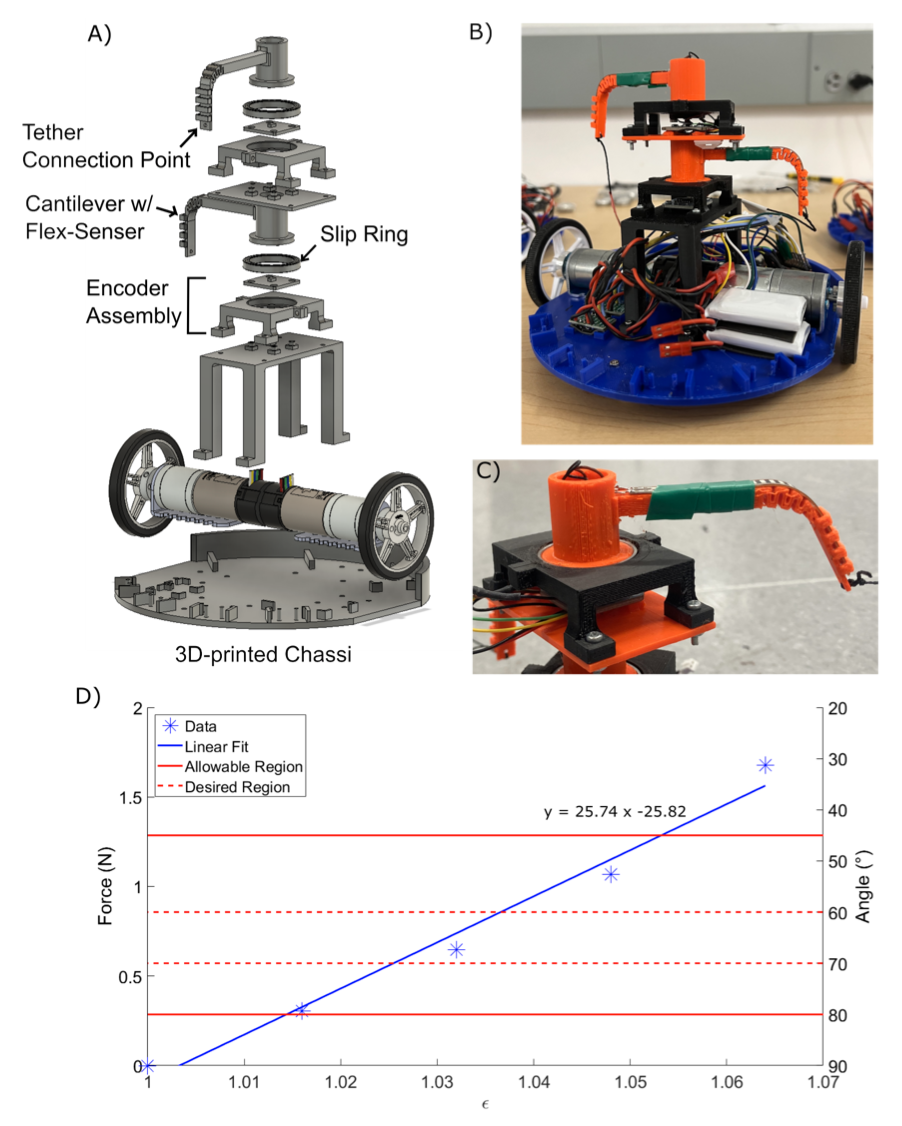 A)
B)
Tether
Connection Point
Cantilever w/
Flex-Senser
Slip Ring
Encoder
Assembly
C)
3D-printed Chassi
D)
2
1.5
1
0.5
0
Force (N)
Data
Linear Fit
Allowable Region
Desired Region
y = 25.74 x -25.82
20
30
40
50
60
70
80
90
Angle (°)
1
1.01
1.02
1.03
1.04
1.05
1.06
1.07
ϵ